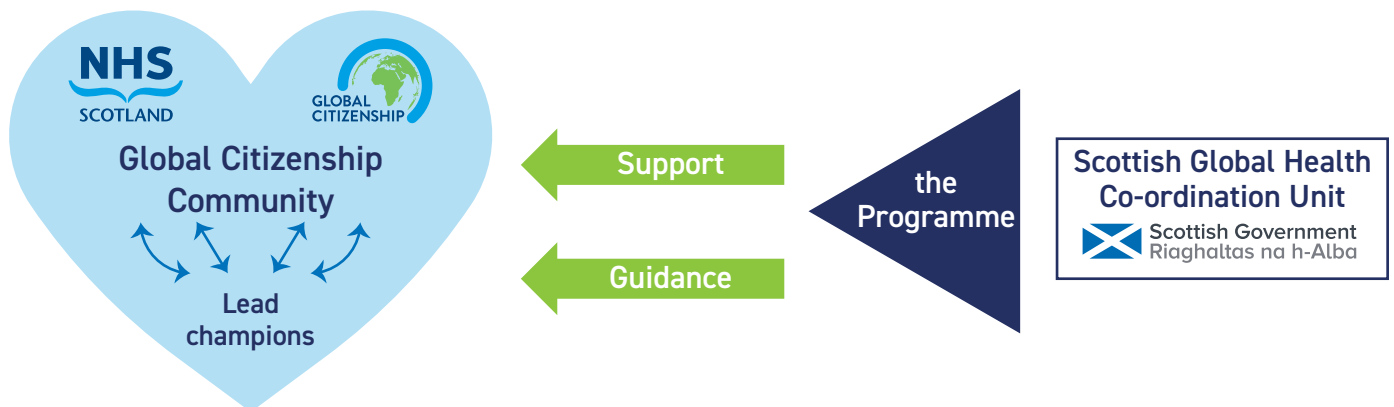 NHS
SCOTLAND
GLOBAL
CITIZENSHIP
Global Citizenship
Community
Lead
champions
Support
Guidance
the
Programme
Scottish Global Health
Co-ordination Unit
Scottish Government
Riaghaltas na h-Alba